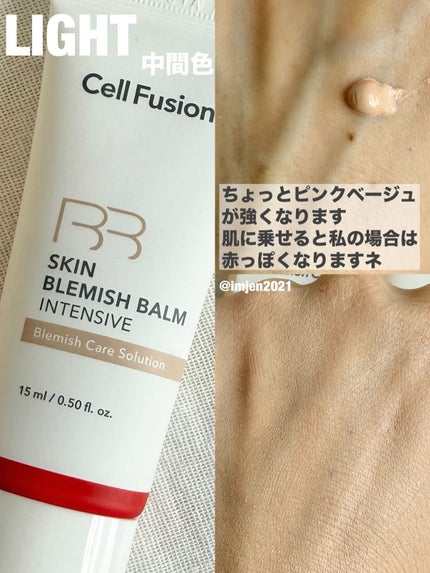 LIGHT
中間色
Cell Fusion
BB
SKIN
BLEMISH BALM
INTENSIVE
Blemish Care Solution
15 ml / 0.50 fl. oz.
ちょっとピンクベージュ
が強くなります
肌に乗せると私の場合は
赤っぽくなりますネ
@imjen2021